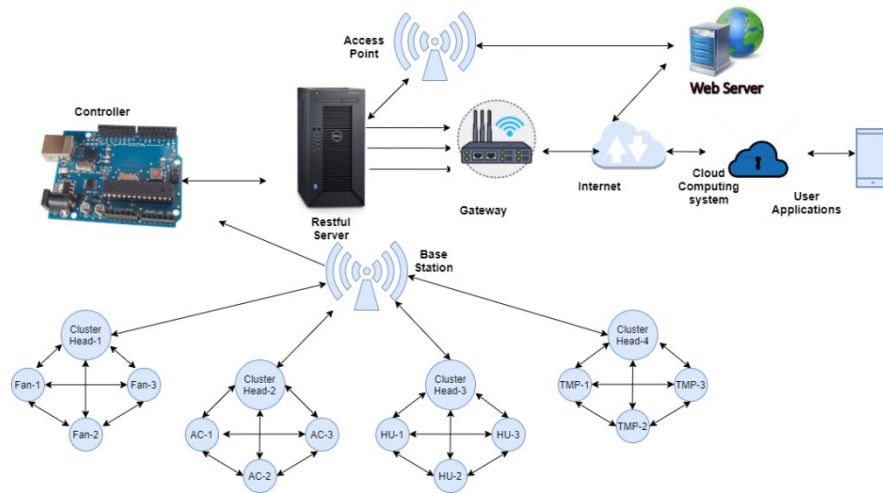 Access
Point
Web Server
Controller
Restful
Server
Gateway
Internet
Cloud
Computing
system
User
Applications
Base
Station
Cluster
Head-1
Fan-1
Fan-3
Fan-2
Cluster
Head-2
AC-1
AC-3
AC-2
Cluster
Head-3
HU-1
HU-3
HU-2
Cluster
Head-4
TMP-1
TMP-3
TMP-2